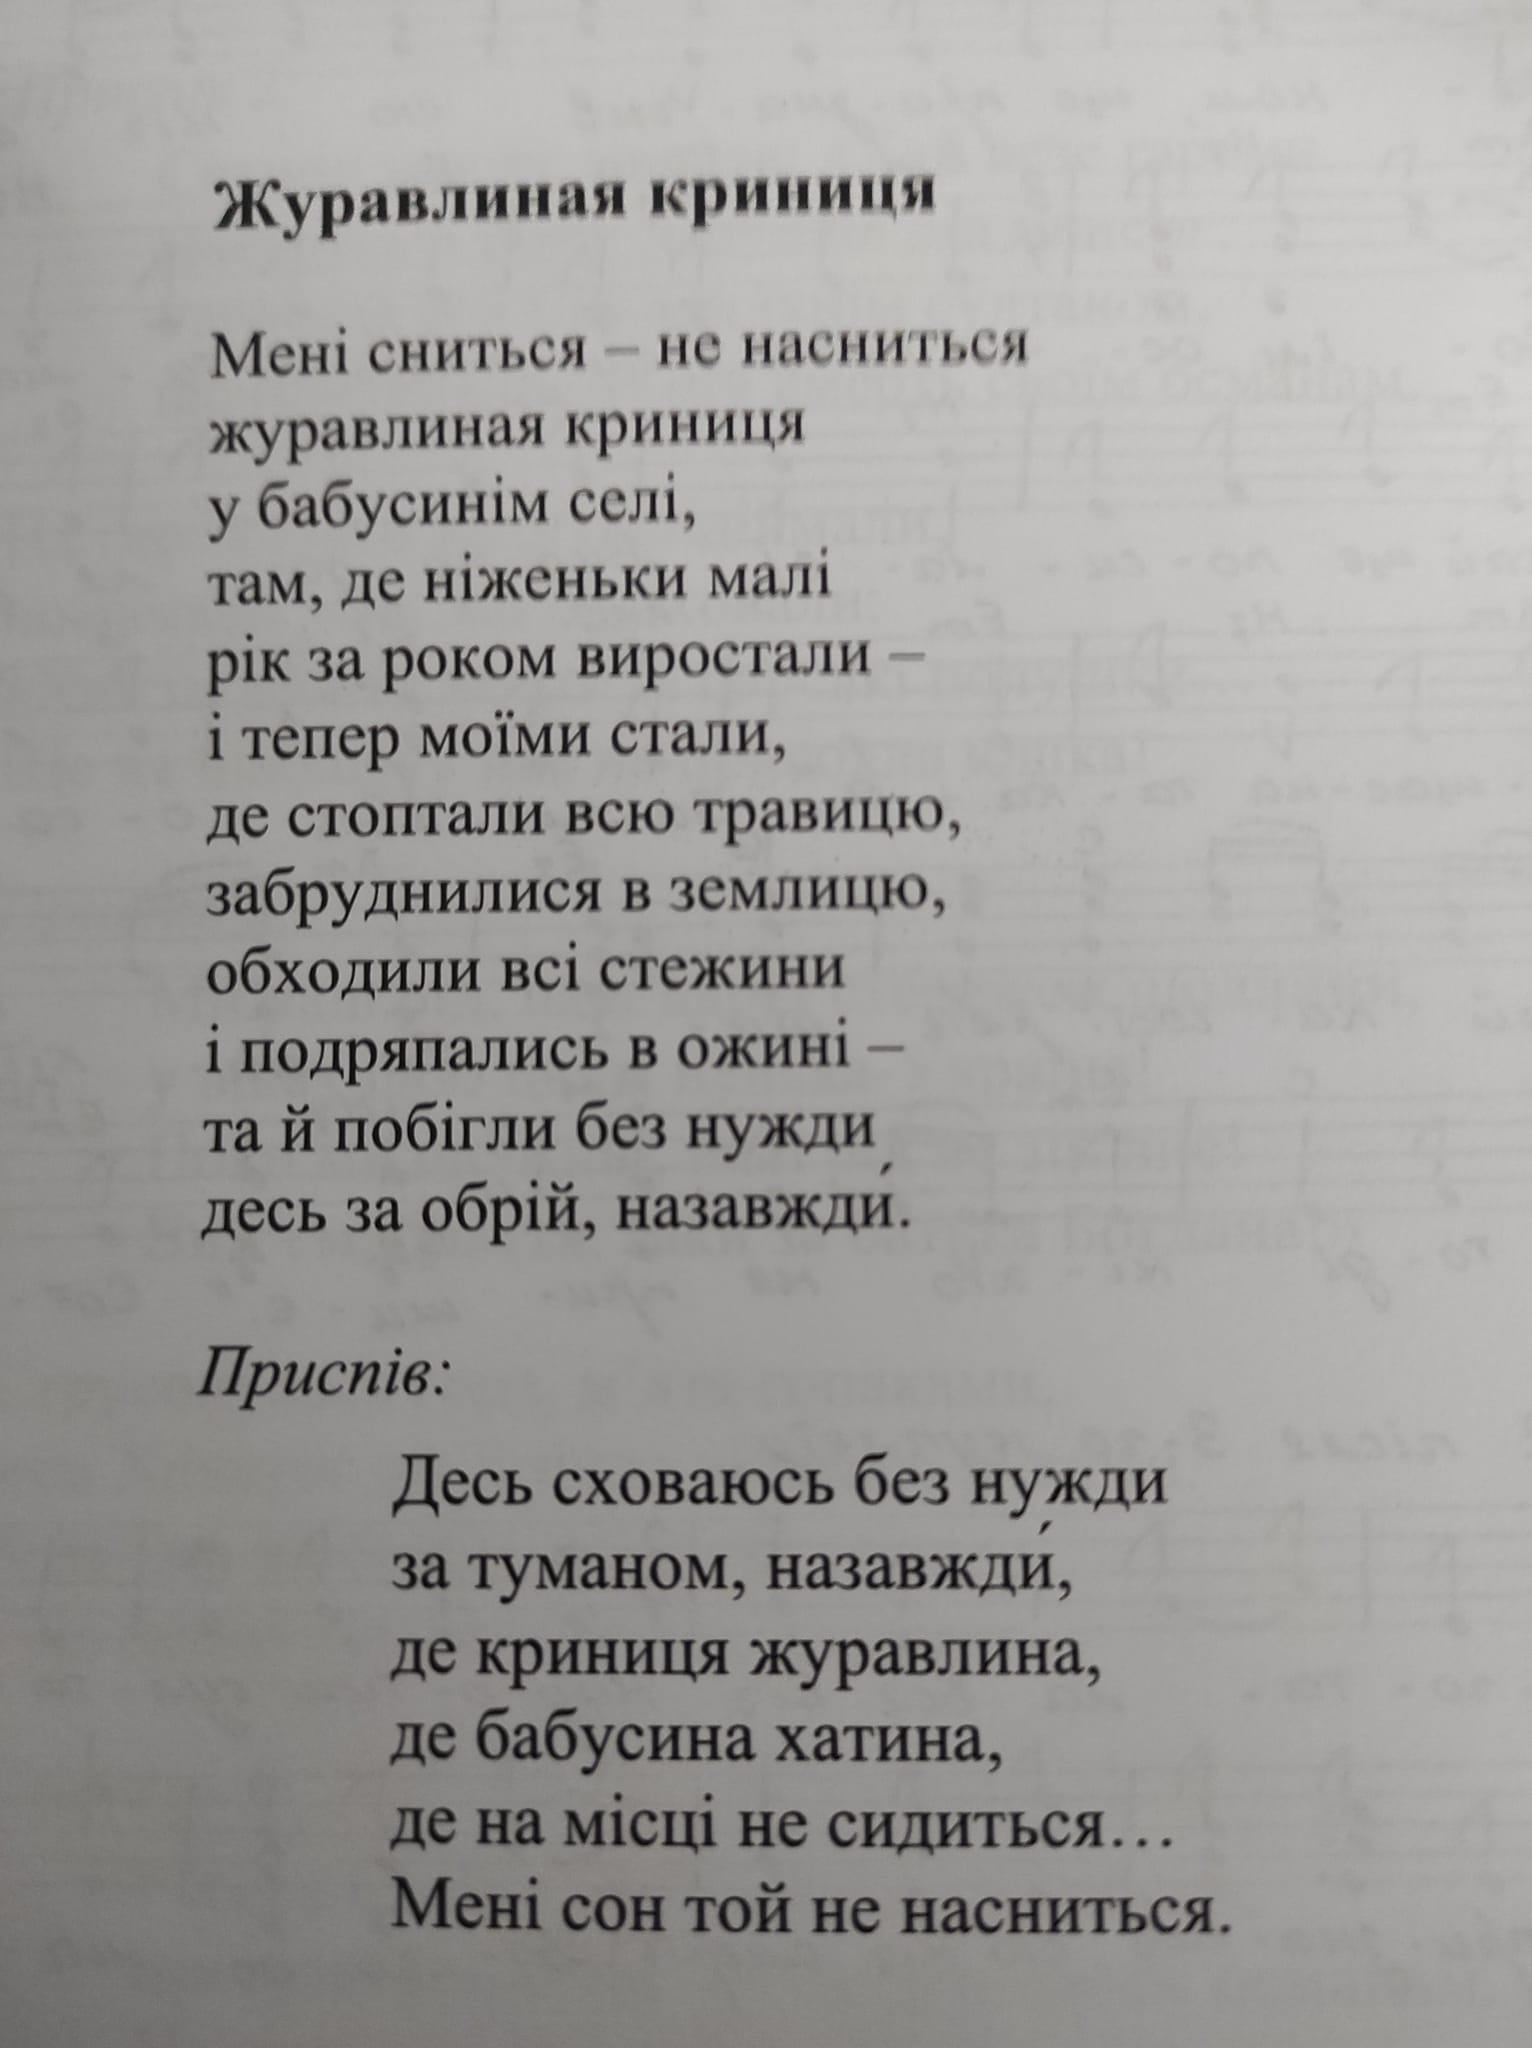 Журавлиная криниця
Мені сниться – не насниться
журавлиная криниця
у бабусинім селі,
там, де ніженьки малі
рік за роком виростали –
і тепер моїми стали,
де стоптали всю травицю,
забруднилися в землицю,
обходили всі стежини
і подряпались в ожині –
та й побігли без нужди
десь за обрій, назавжди́.
Приспів:
Десь сховаюсь без нужди
за туманом, назавжди́,
де криниця журавлина,
де бабусина хатина,
де на місці не сидиться…
Мені сон той не насниться.